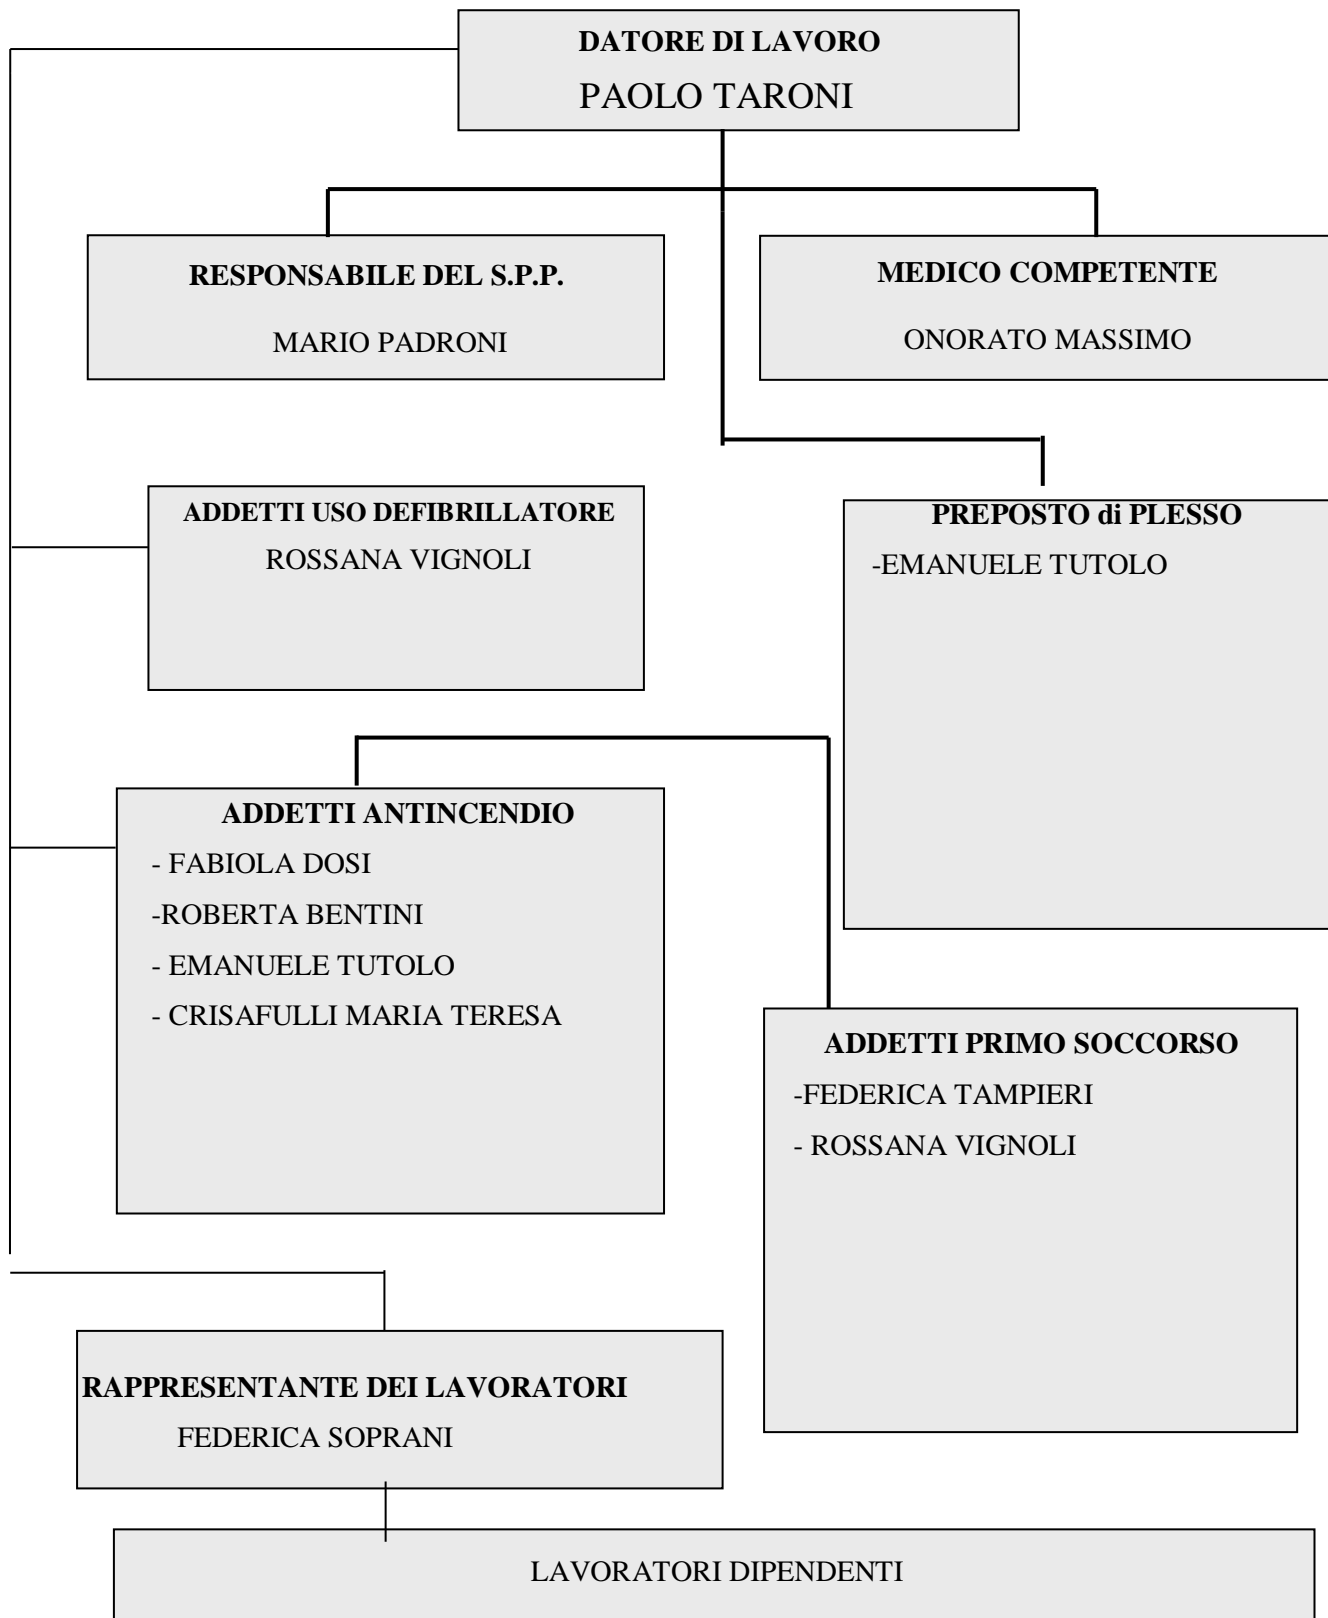 DATORE DI LAVORO
PAOLO TARONI
RESPONSABILE DEL S.P.P.
MARIO PADRONI
MEDICO COMPETENTE
ONORATO MASSIMO
ADDETTI USO DEFIBRILLATORE
ROSSANA VIGNOLI
PREPOSTO di PLESSO
-EMANUELE TUTOLO
ADDETTI ANTINCENDIO
- FABIOLA DOSI
-ROBERTA BENTINI
- EMANUELE TUTOLO
- CRISAFULLI MARIA TERESA
ADDETTI PRIMO SOCCORSO
-FEDERICA TAMPIERI
- ROSSANA VIGNOLI
RAPPRESENTANTE DEI LAVORATORI
FEDERICA SOPRANI
LAVORATORI DIPENDENTI